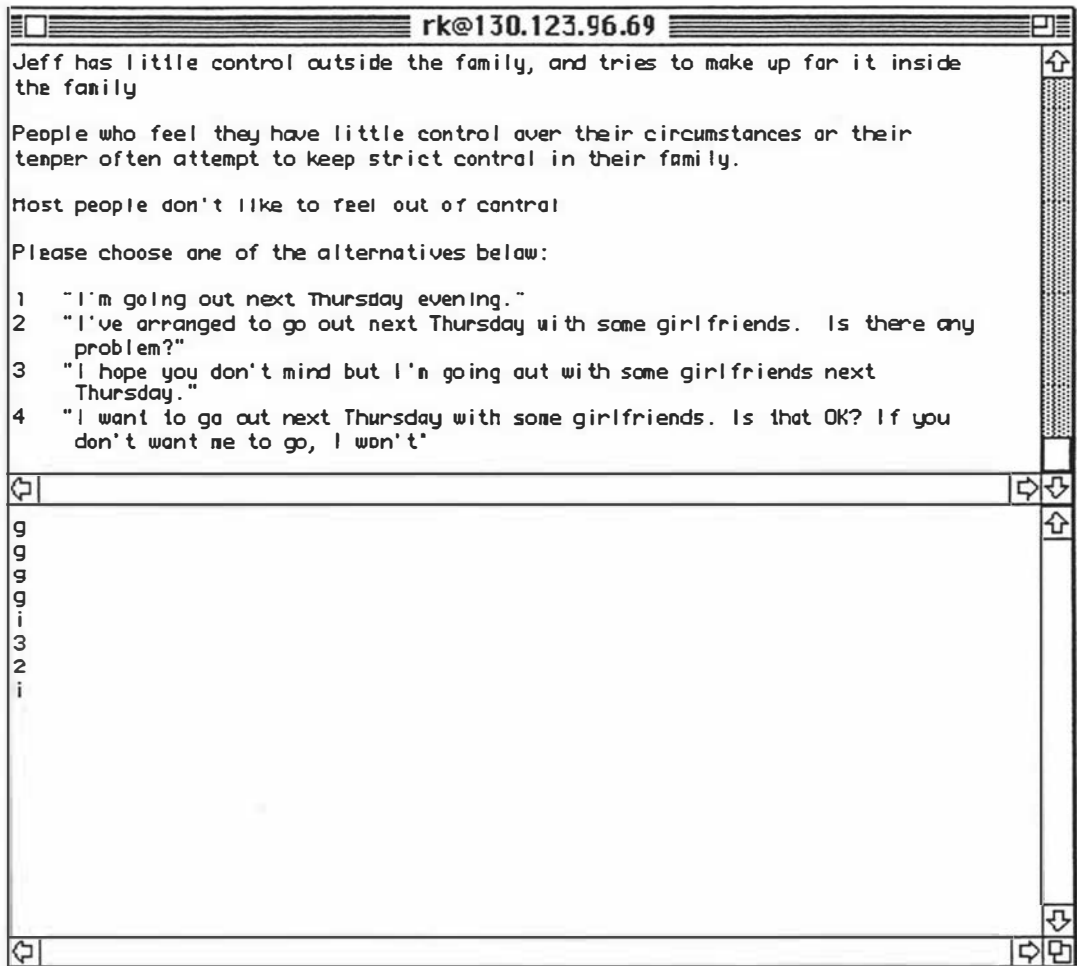 rk@130.123.96.69
Jeff has little control outside the family, and tries to make up for it inside
the family
People who feel they have little control over their circumstances or their
temper often attempt to keep strict control in their family.
Most people don't like to feel out of control
Please choose one of the alternatives below:
1 "I'm going out next Thursday evening."
2 "I've arranged to go out next Thursday with some girlfriends. Is there any
problem?"
3 "I hope you don't mind but I'm going out with some girlfriends next
Thursday."
4 "I want to go out next Thursday with some girlfriends. Is that OK? If you
don't want me to go, I won't"
g
g
g
g
i
3
2
i